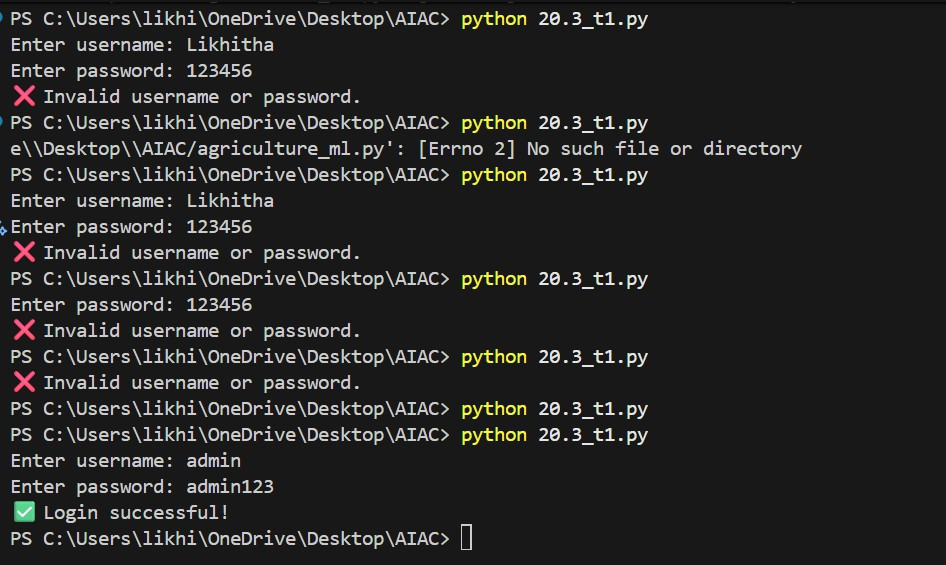 PS C:\Users\likhi\OneDrive\Desktop\AIAC> python 20.3_t1.py
Enter username: Likhitha
Enter password: 123456
❌ Invalid username or password.
PS C:\Users\likhi\OneDrive\Desktop\AIAC> python 20.3_t1.py
e\\Desktop\\AIAC/agriculture_ml.py': [Errno 2] No such file or directory
PS C:\Users\likhi\OneDrive\Desktop\AIAC> python 20.3_t1.py
Enter username: Likhitha
Enter password: 123456
❌ Invalid username or password.
PS C:\Users\likhi\OneDrive\Desktop\AIAC> python 20.3_t1.py
Enter password: 123456
❌ Invalid username or password.
PS C:\Users\likhi\OneDrive\Desktop\AIAC> python 20.3_t1.py
❌ Invalid username or password.
PS C:\Users\likhi\OneDrive\Desktop\AIAC> python 20.3_t1.py
PS C:\Users\likhi\OneDrive\Desktop\AIAC> python 20.3_t1.py
Enter username: admin
Enter password: admin123
✅ Login successful!
PS C:\Users\likhi\OneDrive\Desktop\AIAC>